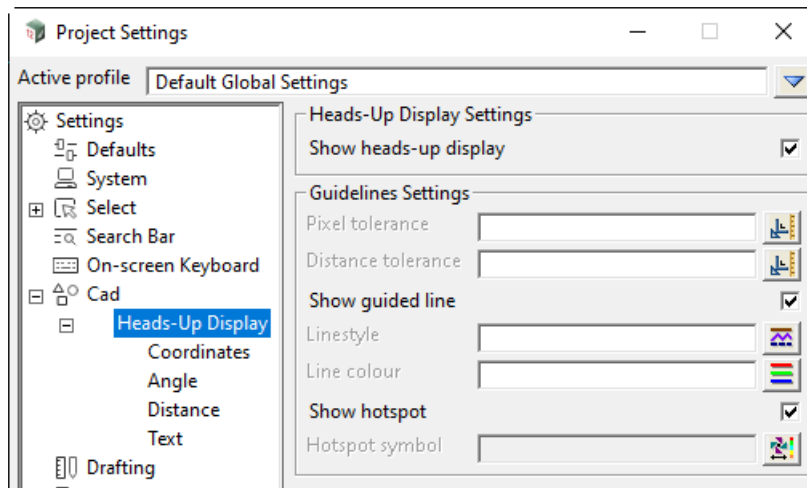 Project Settings
Active profile
Default Global Settings
Settings
Defaults
System
Select
Search Bar
On-screen Keyboard
Cad
Heads-Up Display
Coordinates
Angle
Distance
Text
Drafting
Heads-Up Display Settings
Show heads-up display
Guidelines Settings
Pixel tolerance
Distance tolerance
Show guided line
Linestyle
Line colour
Show hotspot
Hotspot symbol